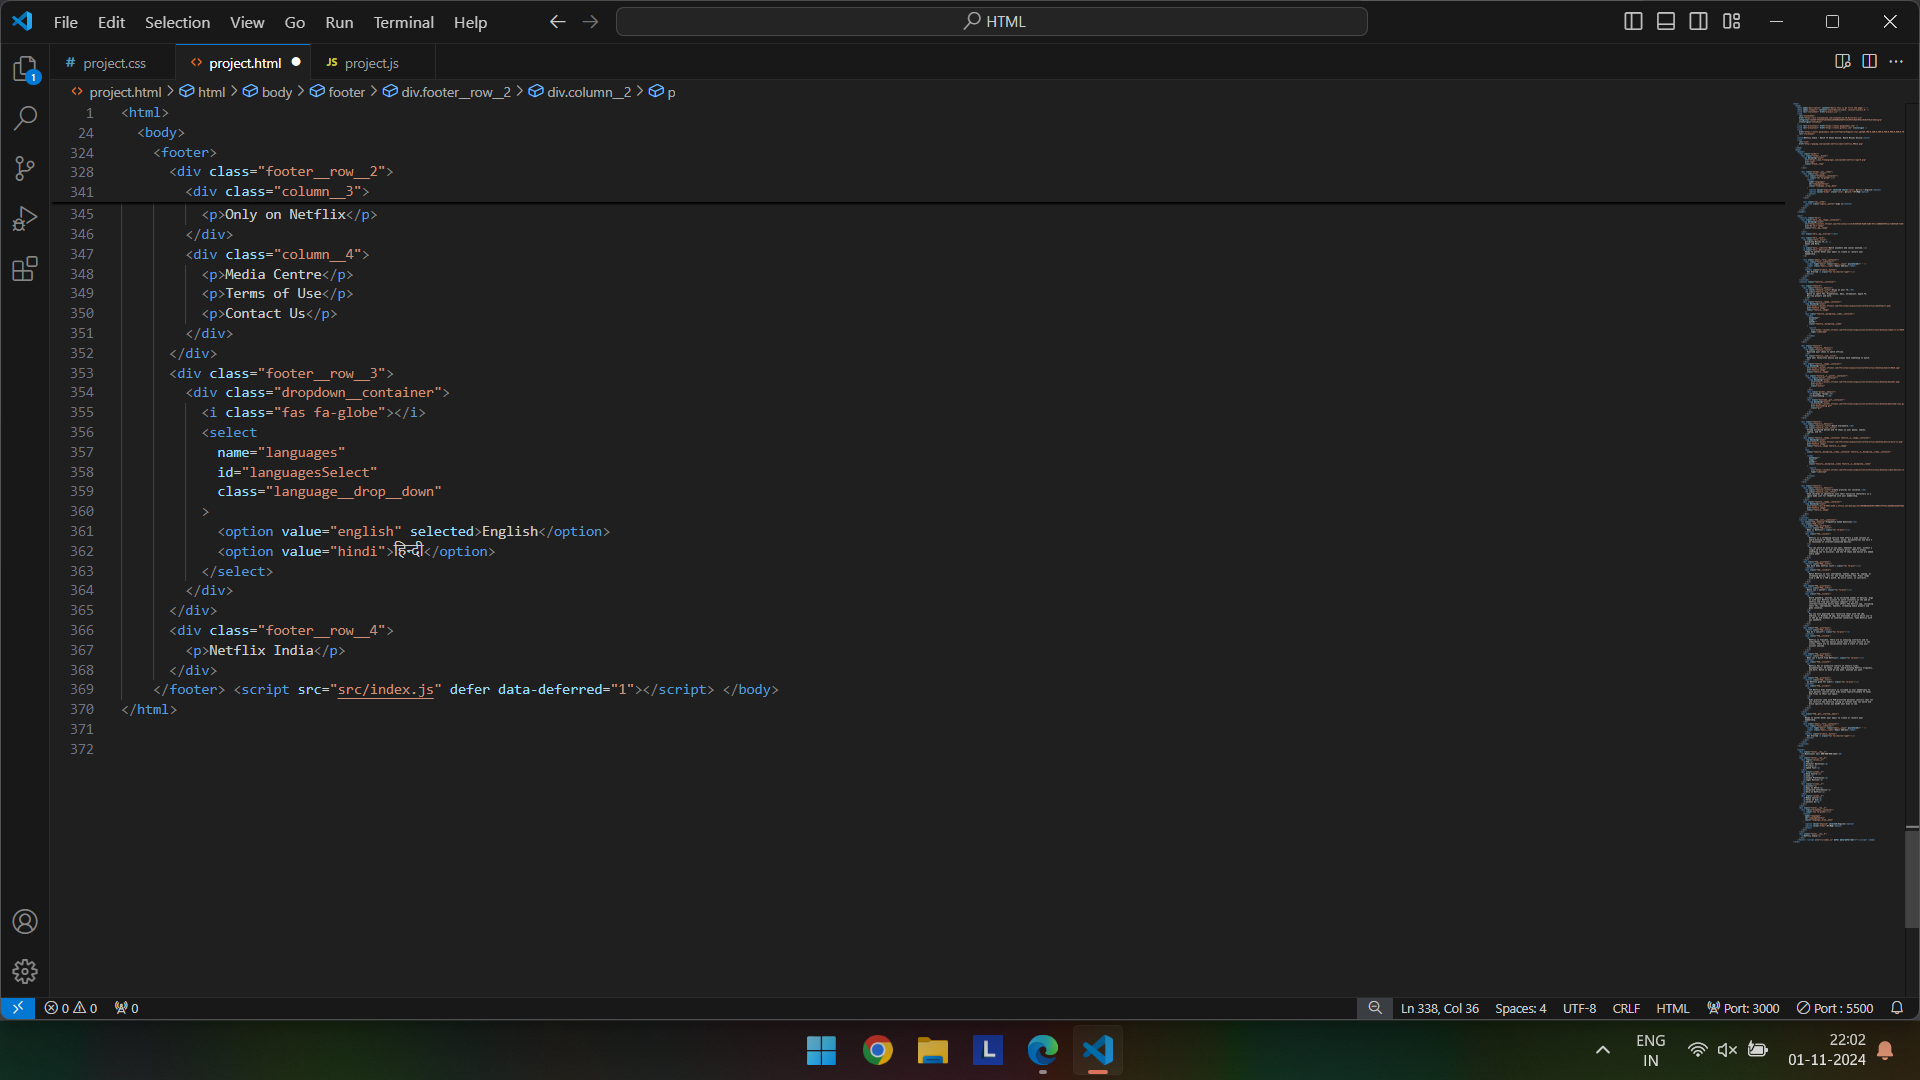 File Edit Selection View Go Run Terminal Help
HTML
# project.css
<> project.html
JS project.js
<> project.html > html > body > footer > div.footer__row__2 > div.column__2 > p
1 <html>
24 <body>
324 <footer>
328 <div class="footer__row__2">
341 <div class="column__3">
345 <p>Only on Netflix</p>
346 </div>
347 <div class="column__4">
348 <p>Media Centre</p>
349 <p>Terms of Use</p>
350 <p>Contact Us</p>
351 </div>
352 </div>
353 <div class="footer__row__3">
354 <div class="dropdown__container">
355 <i class="fas fa-globe"></i>
356 <select
357 name="languages"
358 id="languagesSelect"
359 class="language__drop__down"
360 >
361 <option value="english" selected>English</option>
362 <option value="hindi">हिन्दी</option>
363 </select>
364 </div>
365 </div>
366 <div class="footer__row__4">
367 <p>Netflix India</p>
368 </div>
369 </footer> <script src="src/index.js" defer data-deferred="1"></script> </body>
370 </html>
371
372
1
0 0 0 Ln 338, Col 36 Spaces: 4 UTF-8 CRLF HTML Port: 3000 Port : 5500
L
ENG
IN
22:02
01-11-2024